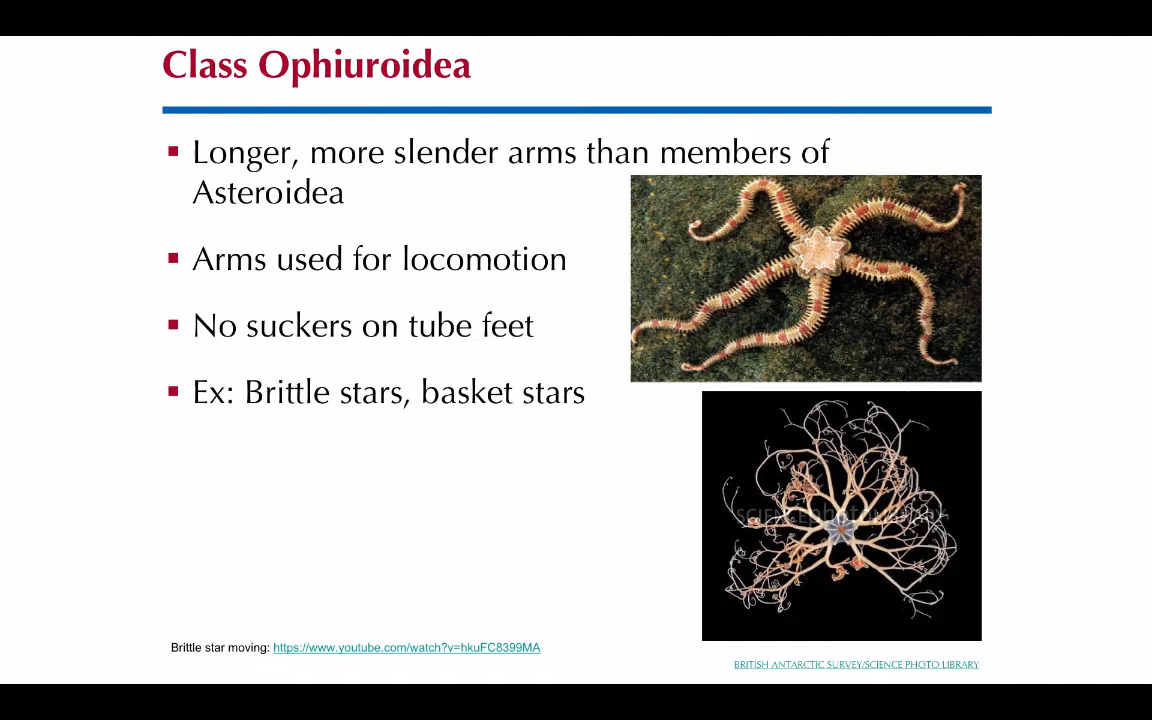 Class Ophiuroidea
▪ Longer, more slender arms than members of
Asteroidea
▪ Arms used for locomotion
▪ No suckers on tube feet
▪ Ex: Brittle stars, basket stars
SCIENCEphotoLIBRARY
Brittle star moving: https://www.youtube.com/watch?v=hkuFC8399MA
BRITISH ANTARCTIC SURVEY/SCIENCE PHOTO LIBRARY